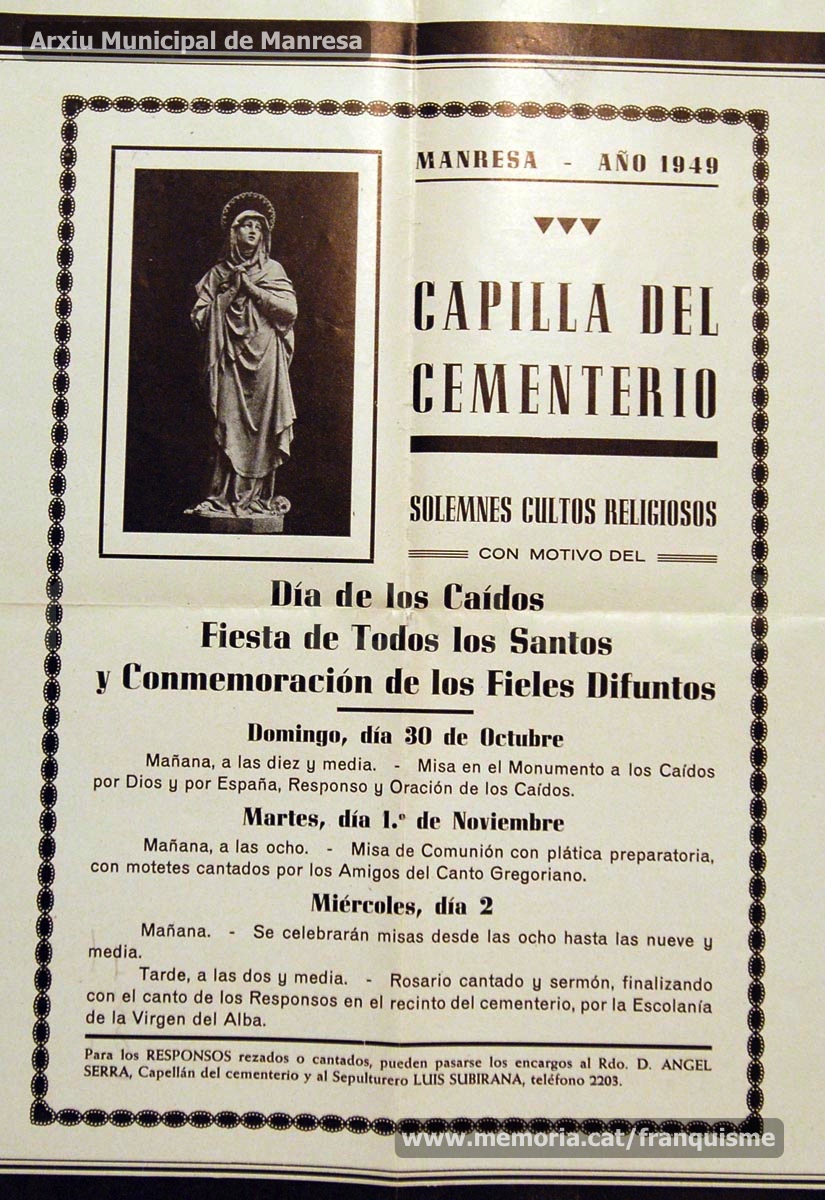 Arxiu Municipal de Manresa
MANRESA - AÑO 1949
CAPILLA DEL
CEMENTERIO
SOLEMNES CULTOS RELIGIOSOS
CON MOTIVO DEL
Día de los Caídos
Fiesta de Todos los Santos
y Conmemoración de los Fieles Difuntos
Domingo, día 30 de Octubre
Mañana, a las diez y media. - Misa en el Monumento a los Caídos
por Dios y por España, Responso y Oración de los Caídos.
Martes, día 1.º de Noviembre
Mañana, a las ocho. - Misa de Comunión con plática preparatoria,
con motetes cantados por los Amigos del Canto Gregoriano.
Miércoles, día 2
Mañana. - Se celebrarán misas desde las ocho hasta las nueve y
media.
Tarde, a las dos y media. - Rosario cantado y sermón, finalizando
con el canto de los Responsos en el recinto del cementerio, por la Escolanía
de la Virgen del Alba.
Para los RESPONSOS rezados o cantados, pueden pasarse los encargos al Rdo. D. ANGEL
SERRA, Capellán del cementerio y al Sepulturero LUIS SUBIRANA, teléfono 2203.
www.memoria.cat/franquisme